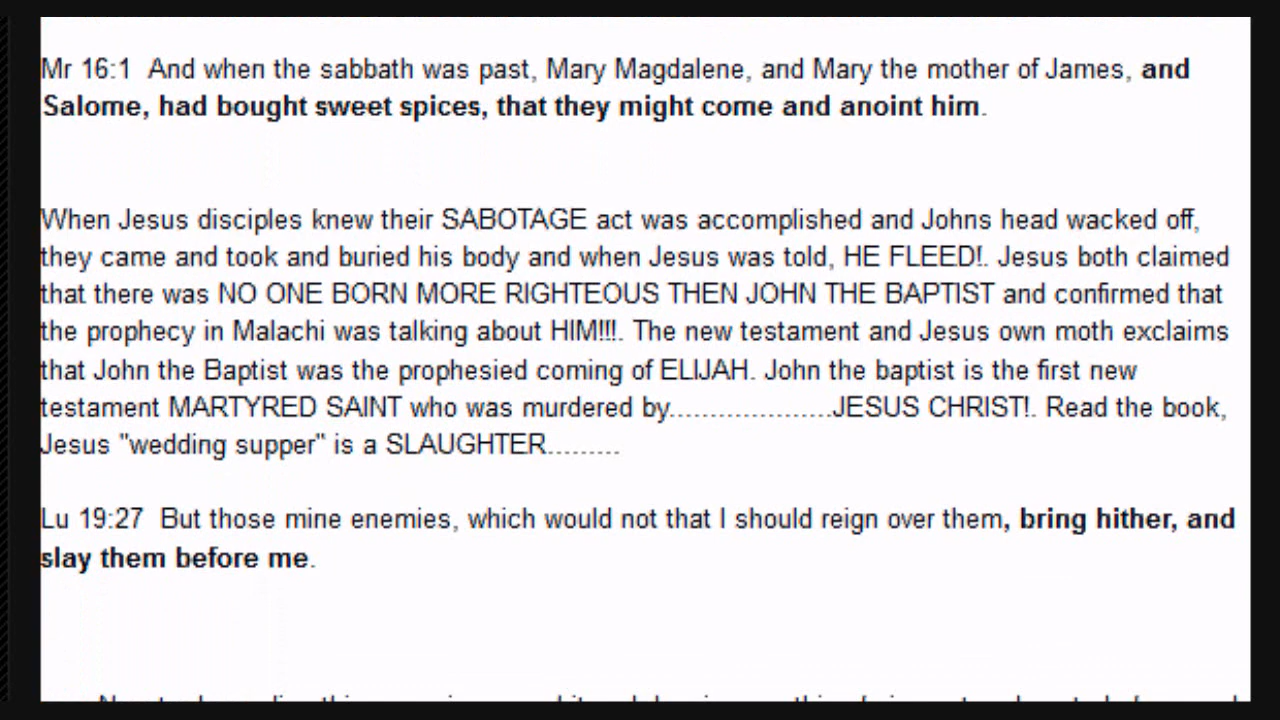 Mr 16:1  And when the sabbath was past, Mary Magdalene, and Mary the mother of James, and
Salome, had bought sweet spices, that they might come and anoint him.
When Jesus disciples knew their SABOTAGE act was accomplished and Johns head wacked off,
they came and took and buried his body and when Jesus was told, HE FLEED!. Jesus both claimed
that there was NO ONE BORN MORE RIGHTEOUS THEN JOHN THE BAPTIST and confirmed that
the prophecy in Malachi was talking about HIM!!!. The new testament and Jesus own moth exclaims
that John the Baptist was the prophesied coming of ELIJAH. John the baptist is the first new
testament MARTYRED SAINT who was murdered by.....................JESUS CHRIST!. Read the book,
Jesus "wedding supper" is a SLAUGHTER.........
Lu 19:27  But those mine enemies, which would not that I should reign over them, bring hither, and
slay them before me.